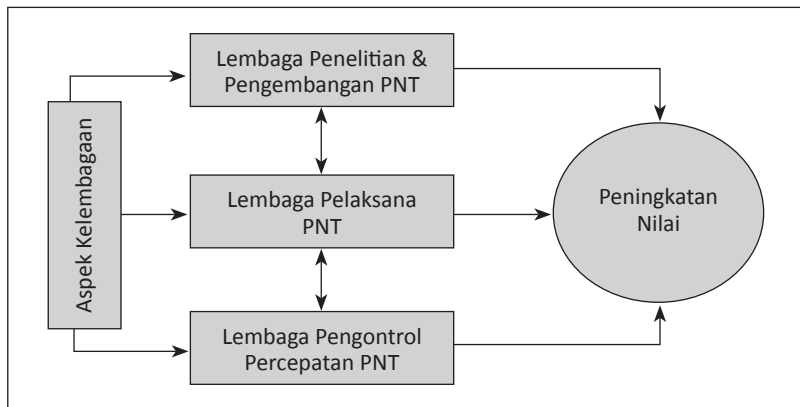 Aspek Kelembagaan
Lembaga Penelitian &
Pengembangan PNT
Lembaga Pelaksana
PNT
Lembaga Pengontrol
Percepatan PNT
Peningkatan
Nilai